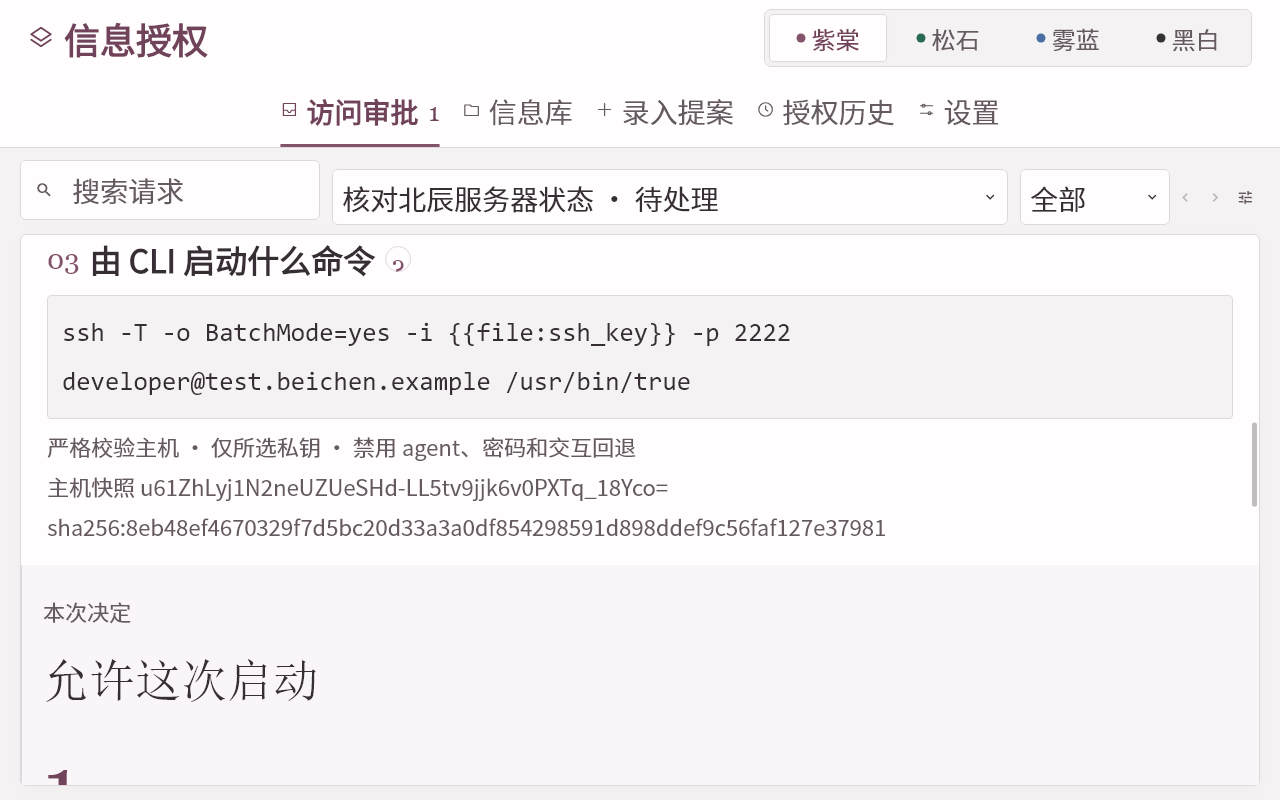 信息授权
紫棠 松石 雾蓝 黑白
访问审批 1 信息库 录入提案 授权历史 设置
搜索请求 核对北辰服务器状态 · 待处理 全部
03 由 CLI 启动什么命令 ?
ssh -T -o BatchMode=yes -i {{file:ssh_key}} -p 2222
developer@test.beichen.example /usr/bin/true
严格校验主机 · 仅所选私钥 · 禁用 agent、密码和交互回退
主机快照 u61ZhLyj1N2neUZUeSHd-LL5tv9jjk6v0PXTq_18Yco=
sha256:8eb48ef4670329f7d5bc20d33a3a0df854298591d898ddef9c56faf127e37981
本次决定
允许这次启动